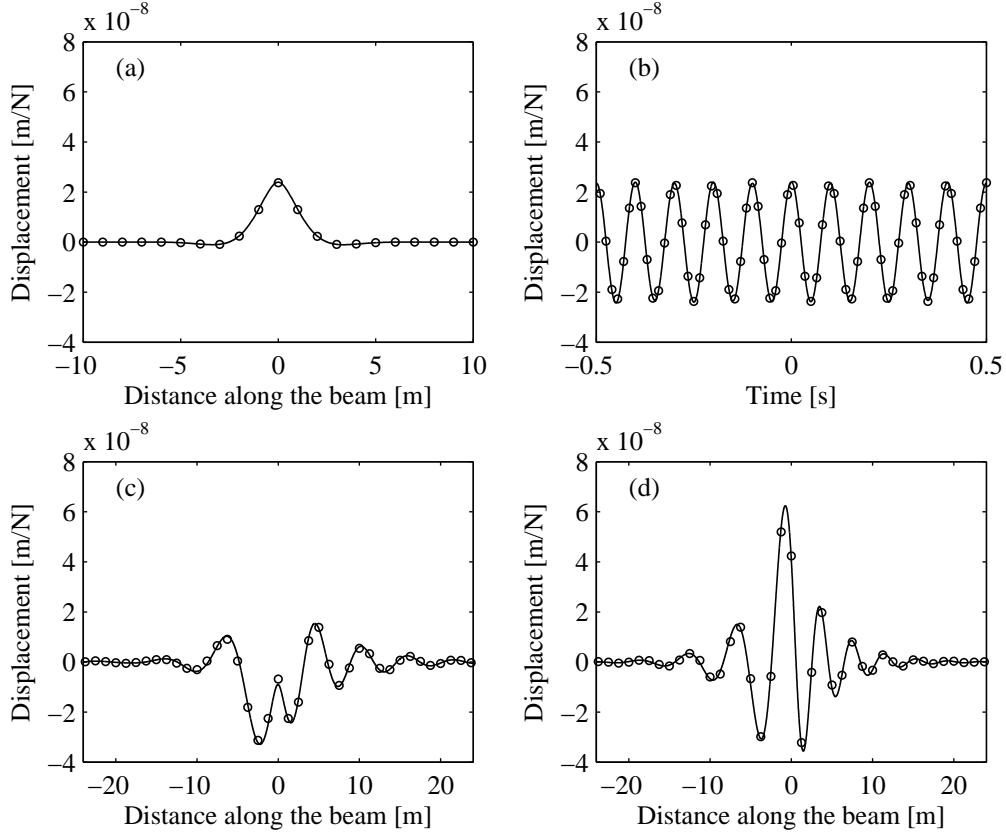 x 10⁻⁸
8
6
4
2
0
−2
−4
Displacement [m/N]
(a)
−10
−5
0
5
10
Distance along the beam [m]
x 10⁻⁸
8
6
4
2
0
−2
−4
Displacement [m/N]
(b)
−0.5
0
0.5
Time [s]
x 10⁻⁸
8
6
4
2
0
−2
−4
Displacement [m/N]
(c)
−20
−10
0
10
20
Distance along the beam [m]
x 10⁻⁸
8
6
4
2
0
−2
−4
Displacement [m/N]
(d)
−20
−10
0
10
20
Distance along the beam [m]